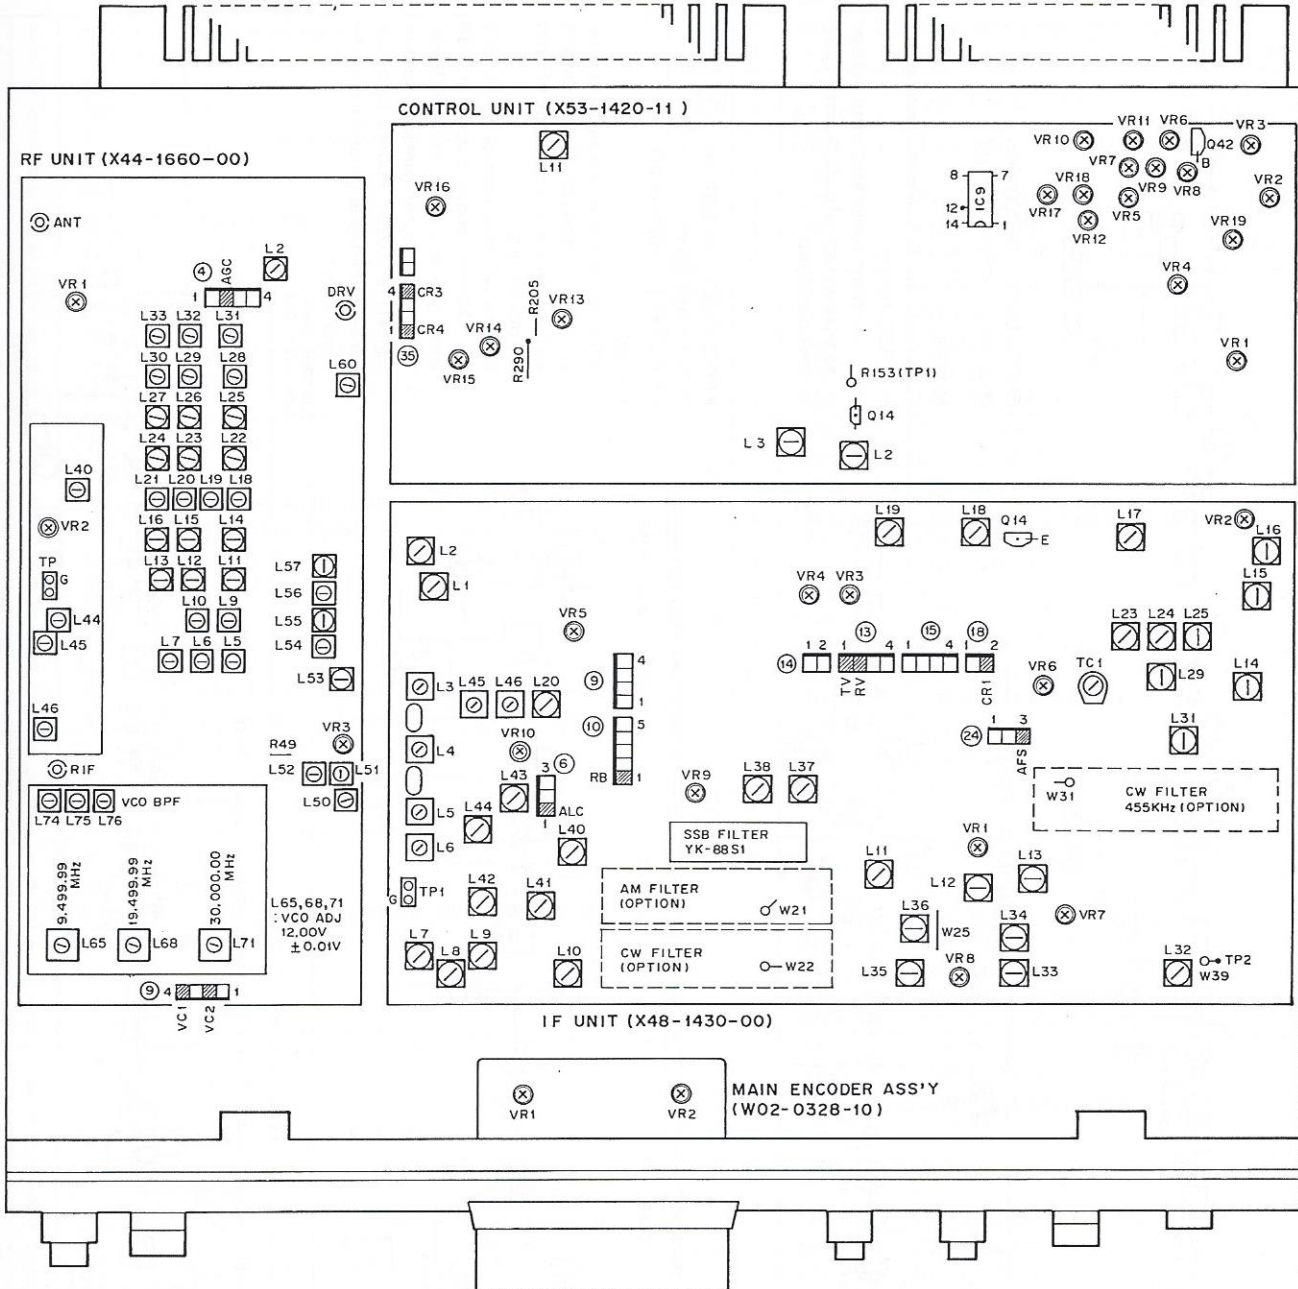 CONTROL UNIT (X53-1420-11)
L11
VR16
4 CR3
1 CR4
35
VR15
VR14
R290
R205
VR13
8 7
IC9
12
14 1
VR10
VR11
VR6
Q42
B
VR3
VR7
VR9
VR8
VR2
VR17
VR18
VR5
VR12
VR19
VR4
VR1
R153(TP1)
Q14
L3
L2
RF UNIT (X44-1660-00)
ANT
VR1
4
AGC
1 4
L2
DRV
L33 L32 L31
L30 L29 L28
L60
L27 L26 L25
L24 L23 L22
L40
L21 L20 L19 L18
VR2
L16 L15 L14
TP
G
L13 L12 L11
L57
L56
L44
L10 L9
L55
L45
L54
L7 L6 L5
L53
L46
VR3
R49
R1F
L52
L51
L50
VCO BPF
L74 L75 L76
9.499.99
MHz
19.499.99
MHz
30.000.00
MHz
L65
L68
L71
L65,68,71
:VCO ADJ
12.00V
±0.01V
9 4 1
VC1
VC2
L2
L1
L19
L18
Q14
E
L17
VR2
L16
L15
VR4
VR3
VR5
L23 L24 L25
14
1 2
1 13 4
TV
RV
1 15 4
18
1 2
CR1
VR6
TC1
L29
L14
L3
L45 L46 L20
9
4
1
L4
VR10
10
5
RB 1
24
1 3
AFS
L31
L43
3 6
ALC
1
VR9
L38 L37
W31
CW FILTER
455KHz (OPTION)
L5
L44
L40
SSB FILTER
YK-88S1
VR1
L6
L11
L13
L12
G TP1
L42
L41
AM FILTER
(OPTION)
W21
L36
W25
L34
VR7
L7
L8
L9
L10
CW FILTER
(OPTION)
W22
L35
VR8
L33
L32
TP2
W39
IF UNIT (X48-1430-00)
VR1
VR2
MAIN ENCODER ASS'Y
(W02-0328-10)